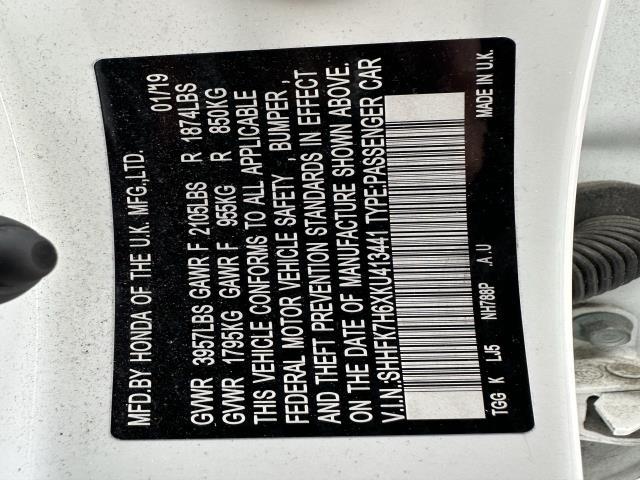 MFD.BY HONDA OF THE U.K. MFG.,LTD. 01/19
GVWR 3957LBS GAWR F 2105LBS R 1874LBS
GVWR 1795KG GAWR F 955KG R 850KG
THIS VEHICLE CONFORMS TO ALL APPLICABLE
FEDERAL MOTOR VEHICLE SAFETY , BUMPER ,
AND THEFT PREVENTION STANDARDS IN EFFECT
ON THE DATE OF MANUFACTURE SHOWN ABOVE.
V.I.N.:SHHFK7H6XKU413441 TYPE:PASSENGER CAR
TGG K LJ5 NH788P .A .U MADE IN U.K.